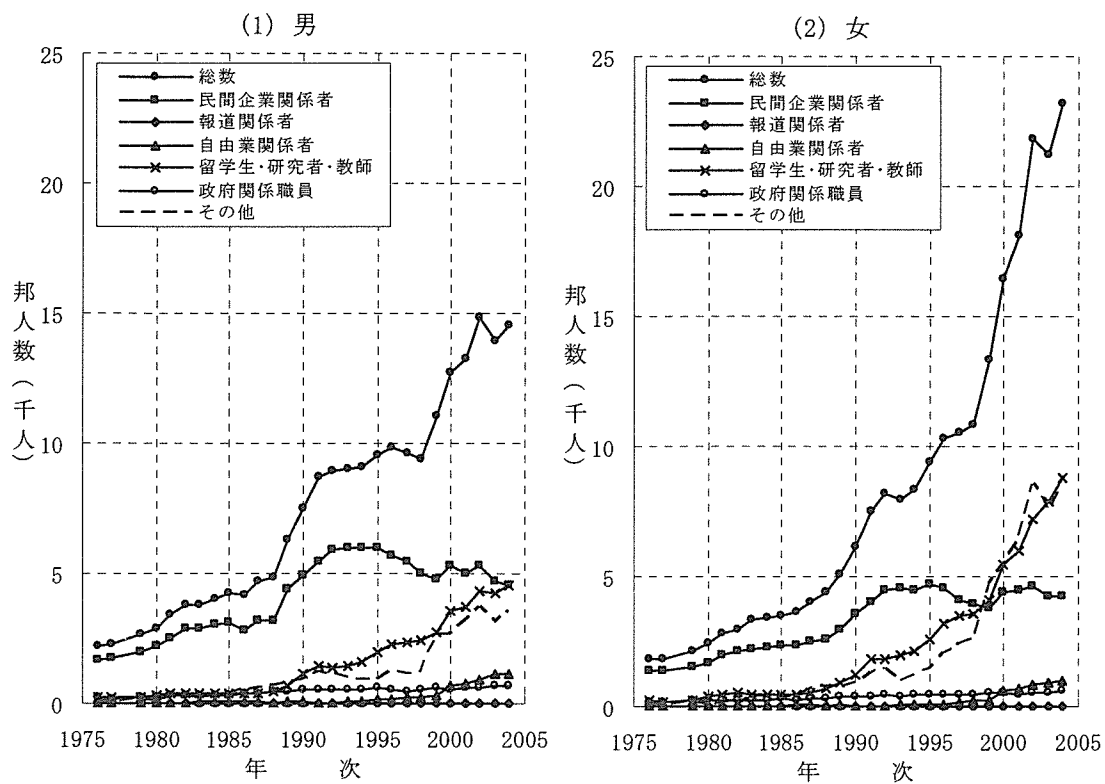 (1) 男
25
20
15
10
5
0
邦人数(千人)
総数
民間企業関係者
報道関係者
自由業関係者
留学生・研究者・教師
政府関係職員
その他
1975 1980 1985 1990 1995 2000 2005
年 次
(2) 女
25
20
15
10
5
0
邦人数(千人)
総数
民間企業関係者
報道関係者
自由業関係者
留学生・研究者・教師
政府関係職員
その他
1975 1980 1985 1990 1995 2000 2005
年 次